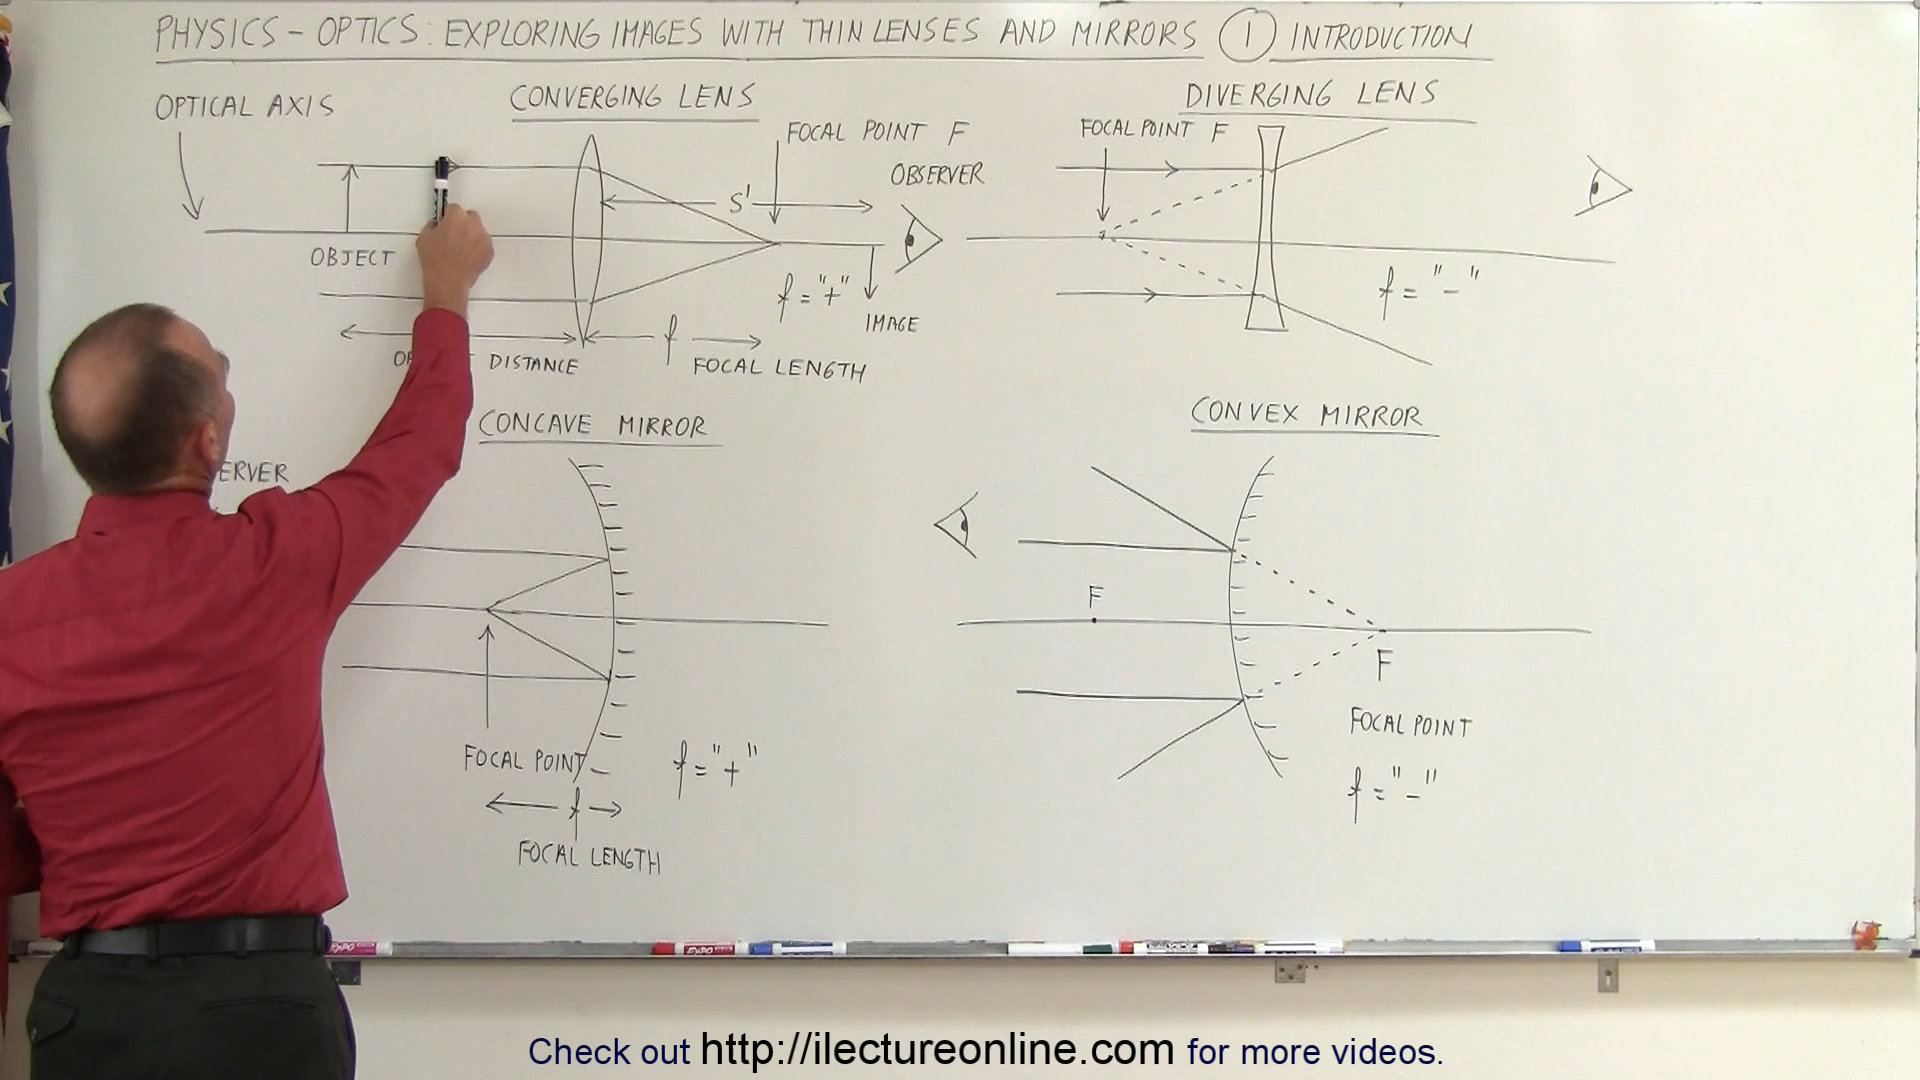 PHYSICS - OPTICS: EXPLORING IMAGES WITH THIN LENSES AND MIRRORS 1 INTRODUCTION
OPTICAL AXIS
CONVERGING LENS
FOCAL POINT F
OBSERVER
S'
OBJECT
f = "+"
IMAGE
f
DISTANCE
FOCAL LENGTH
DIVERGING LENS
FOCAL POINT F
f = "-"
CONCAVE MIRROR
ERVER
FOCAL POINT
f = "+"
f
FOCAL LENGTH
CONVEX MIRROR
F
F
FOCAL POINT
f = "-"
EXPO
EXPO
Check out http://ilectureonline.com for more videos.